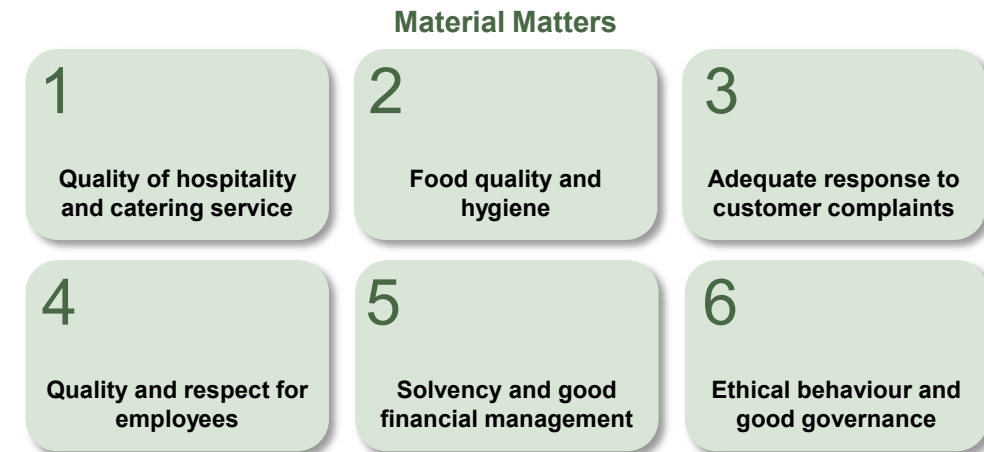 Material Matters
1
Quality of hospitality
and catering service
2
Food quality and
hygiene
3
Adequate response to
customer complaints
4
Quality and respect for
employees
5
Solvency and good
financial management
6
Ethical behaviour and
good governance